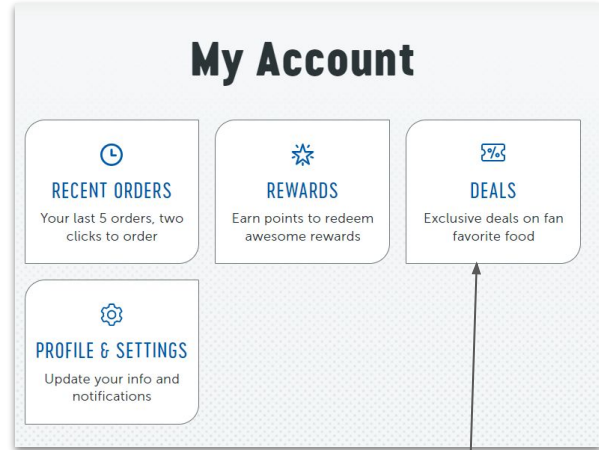 My Account
RECENT ORDERS
Your last 5 orders, two
clicks to order
REWARDS
Earn points to redeem
awesome rewards
DEALS
Exclusive deals on fan
favorite food
PROFILE & SETTINGS
Update your info and
notifications